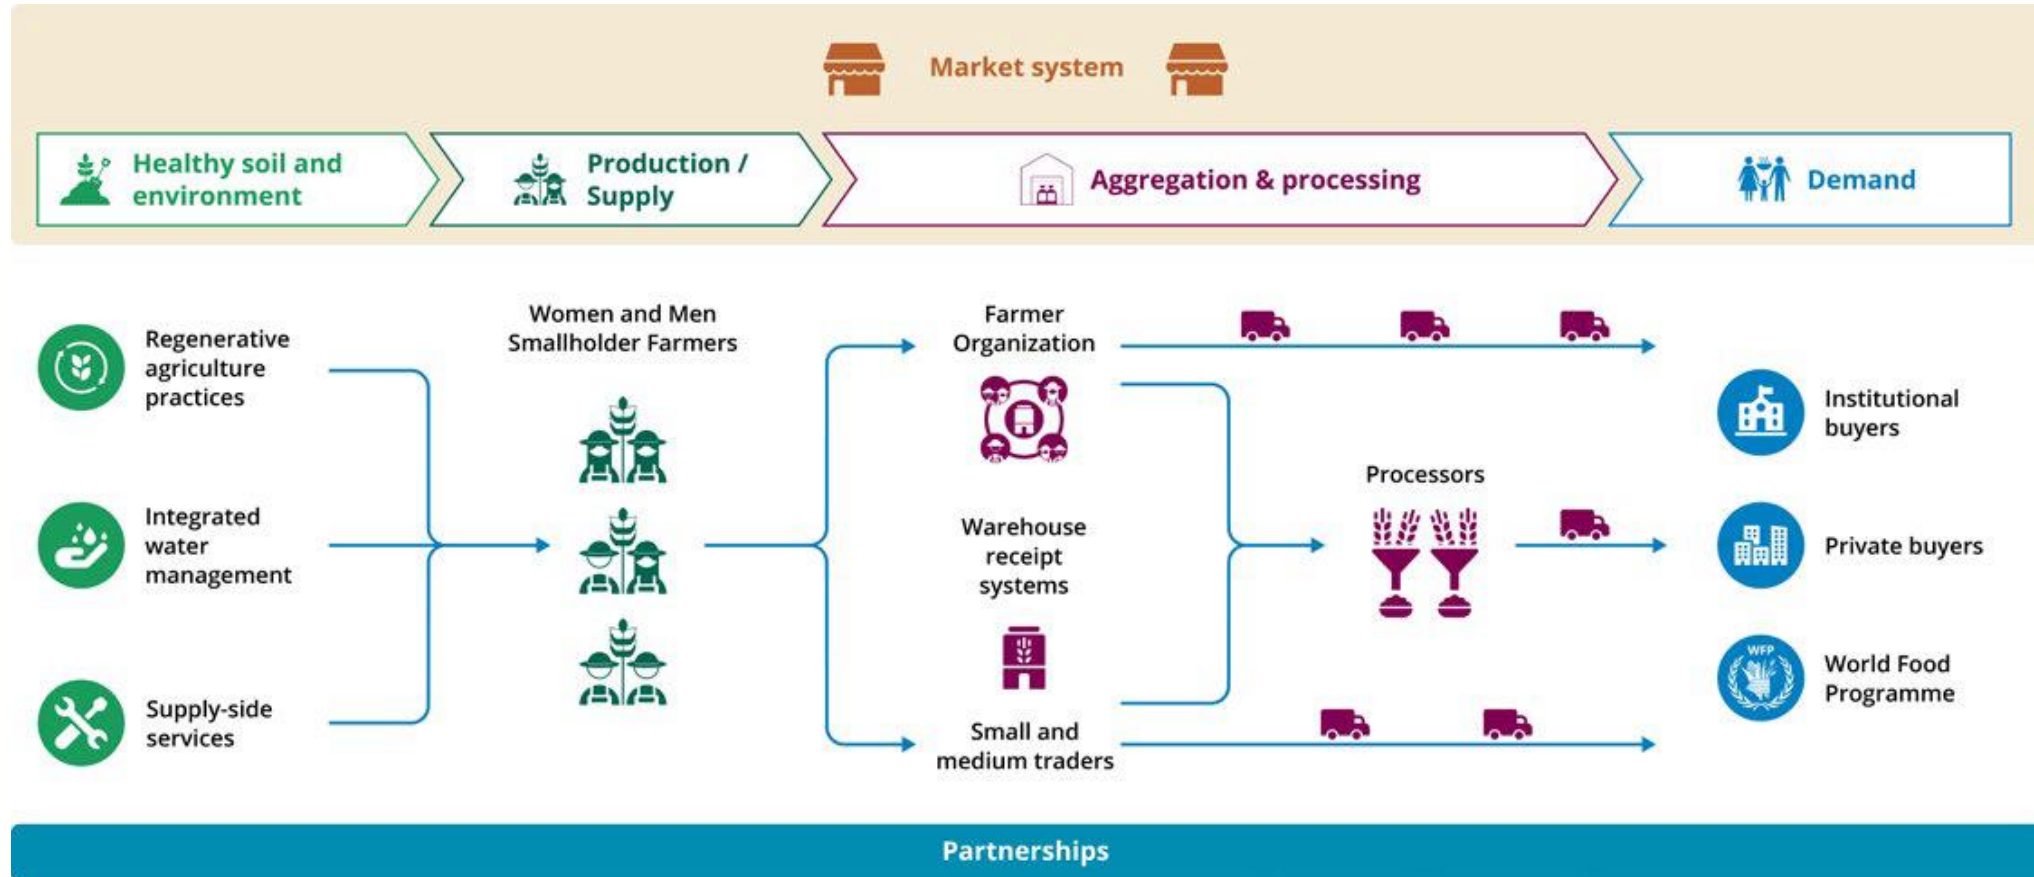 Market system
Healthy soil and
environment
Production /
Supply
Aggregation & processing
Demand
Regenerative
agriculture
practices
Integrated
water
management
Supply-side
services
Women and Men
Smallholder Farmers
Farmer
Organization
Warehouse
receipt
systems
Small and
medium traders
Processors
Institutional
buyers
Private buyers
WFP
World Food
Programme
Partnerships